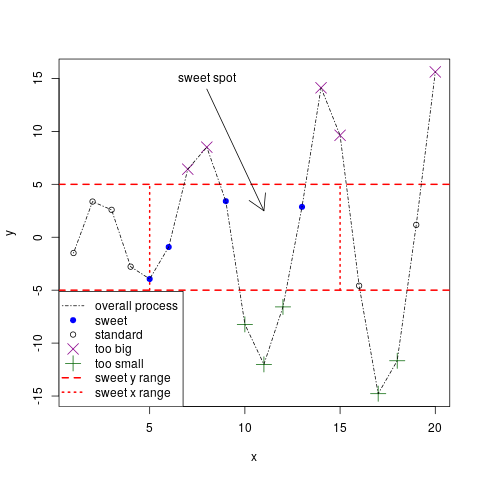 sweet spot
15
10
5
0
-5
-10
-15
y
overall process
sweet
standard
too big
too small
sweet y range
sweet x range
5 10 15 20
x